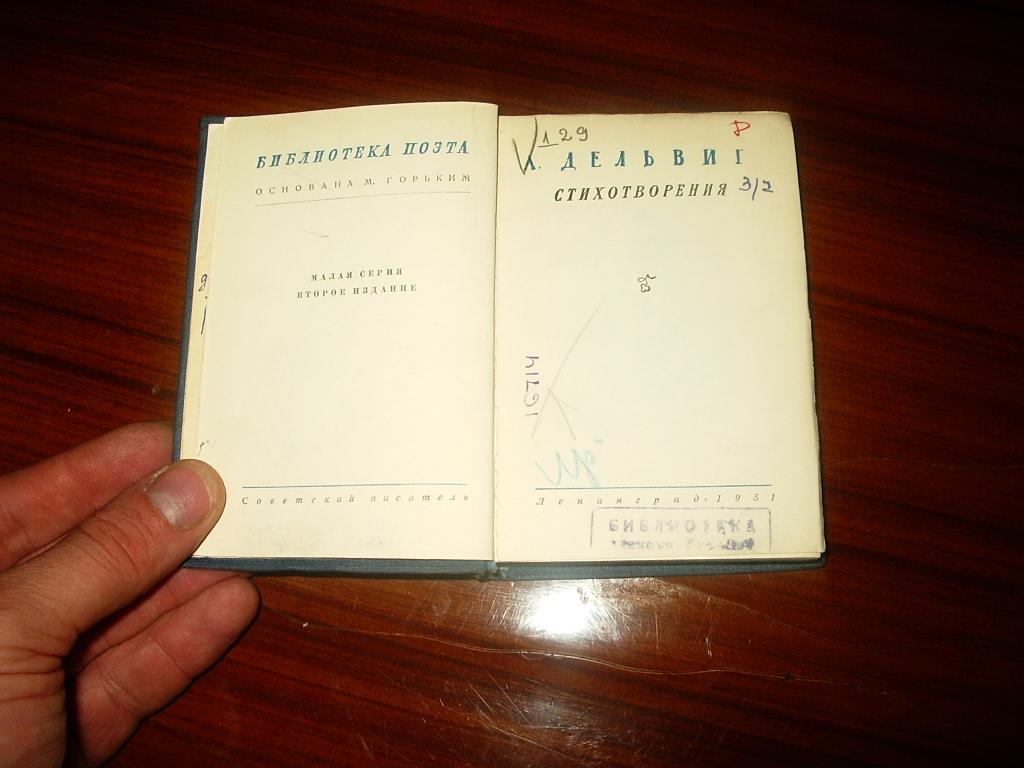 БИБЛИОТЕКА ПОЭТА
ОСНОВАНА М. ГОРЬКИМ
МАЛАЯ СЕРИЯ
ВТОРОЕ ИЗДАНИЕ
Советский писатель
129
А. ДЕЛЬВИГ
СТИХОТВОРЕНИЯ 3/2
Ленинград·1951
БИБЛИОТЕКА